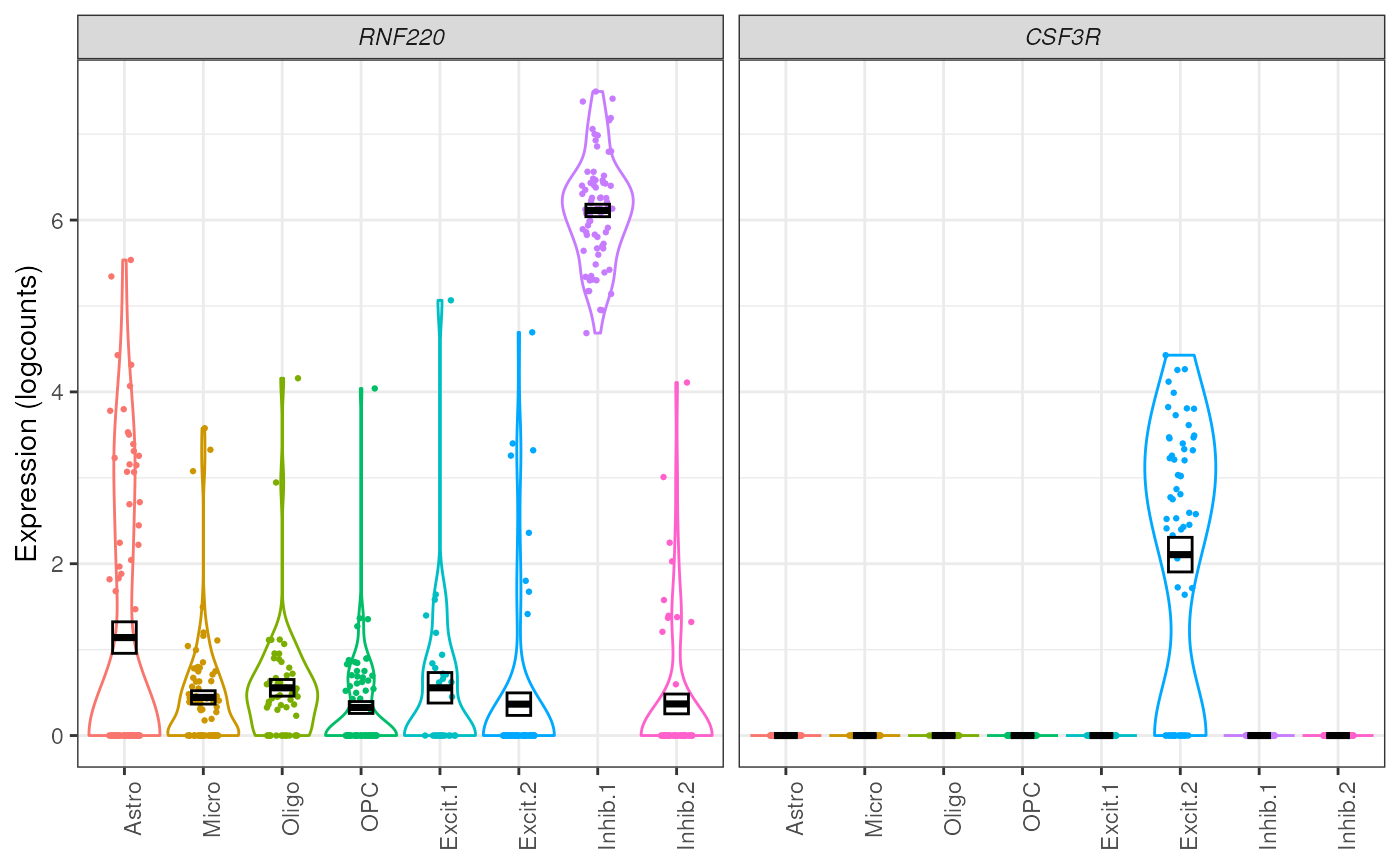 RNF220
CSF3R
Expression (logcounts)
6
4
2
0
Astro
Micro
Oligo
OPC
Excit.1
Excit.2
Inhib.1
Inhib.2
Astro
Micro
Oligo
OPC
Excit.1
Excit.2
Inhib.1
Inhib.2